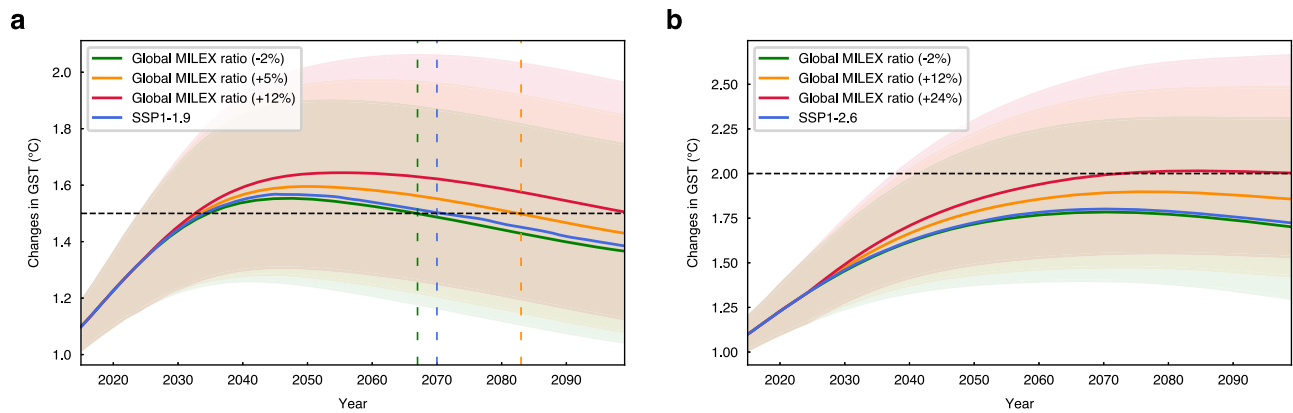 a
Changes in GST (°C)
2.0
1.8
1.6
1.4
1.2
1.0
Global MILEX ratio (-2%)
Global MILEX ratio (+5%)
Global MILEX ratio (+12%)
SSP1-1.9
2020 2030 2040 2050 2060 2070 2080 2090
Year
b
Changes in GST (°C)
2.50
2.25
2.00
1.75
1.50
1.25
1.00
Global MILEX ratio (-2%)
Global MILEX ratio (+12%)
Global MILEX ratio (+24%)
SSP1-2.6
2020 2030 2040 2050 2060 2070 2080 2090
Year